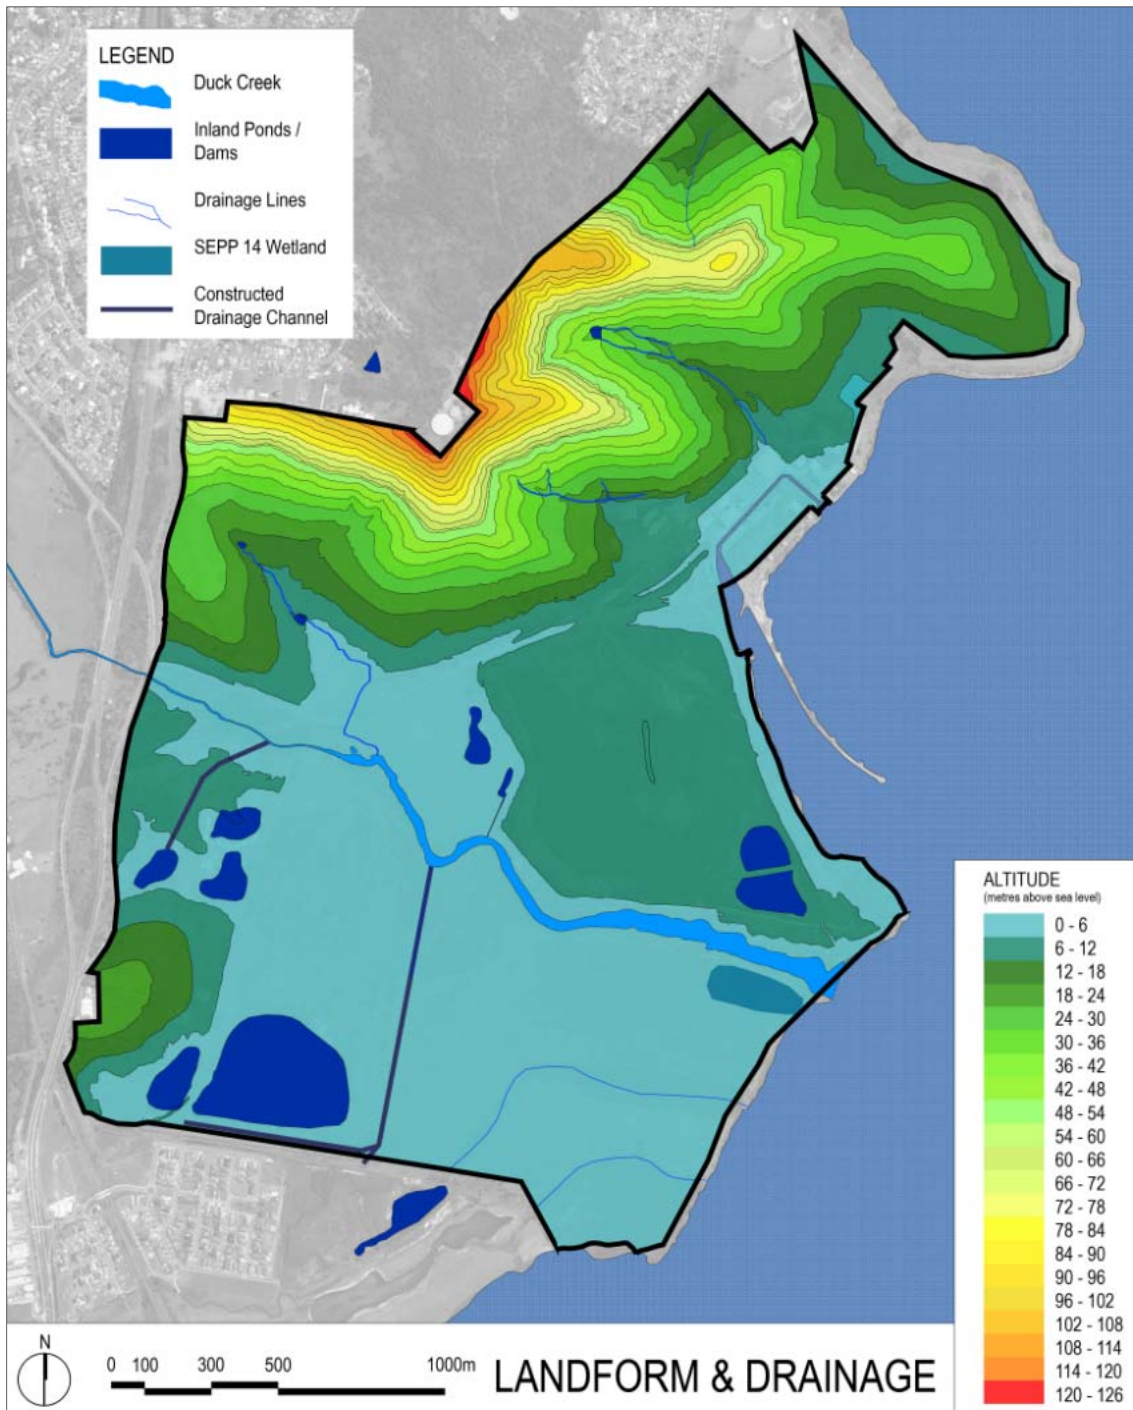 LEGEND
Duck Creek
Inland Ponds /
Dams
Drainage Lines
SEPP 14 Wetland
Constructed
Drainage Channel
ALTITUDE
(metres above sea level)
0 - 6
6 - 12
12 - 18
18 - 24
24 - 30
30 - 36
36 - 42
42 - 48
48 - 54
54 - 60
60 - 66
66 - 72
72 - 78
78 - 84
84 - 90
90 - 96
96 - 102
102 - 108
108 - 114
114 - 120
120 - 126
N
0 100 300 500 1000m
LANDFORM & DRAINAGE